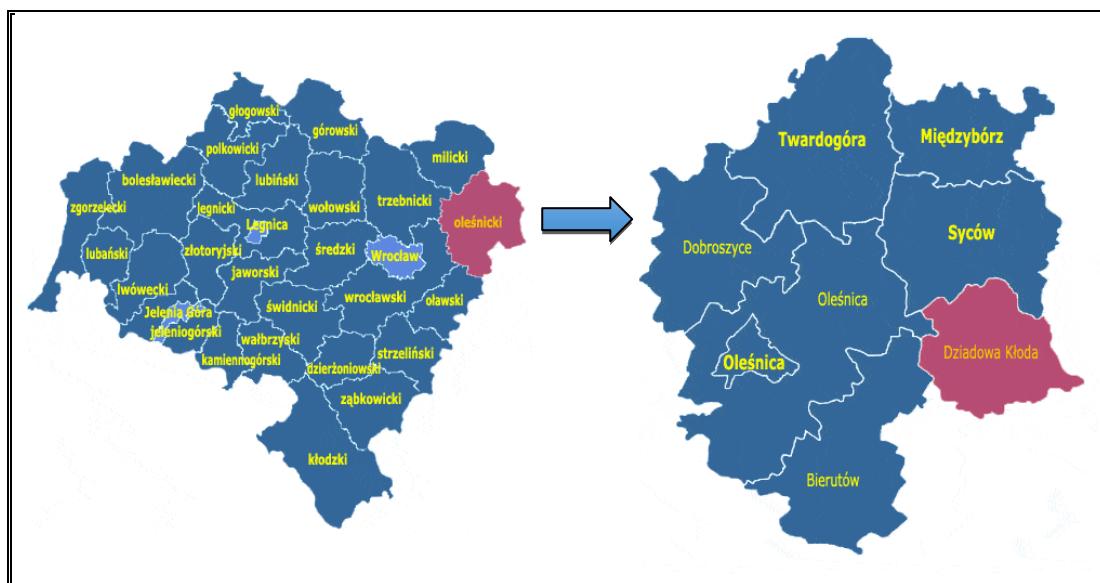 głogowski
górowski
polkowicki
milicki
bolesławiecki
lubiński
zgorzelecki
legnicki
wołowski
trzebnicki
Legnica
oleśnicki
lubański
złotoryjski
średzki
Wrocław
jaworski
lwówęcki
wrocławski
oławski
świdnicki
Jelenia Góra
jeleniogórski
wałbrzyski
strzeliński
kamiennogórski
dzierżoniowski
ząbkowicki
kłodzki
Twardogóra
Międzybórz
Syców
Dobroszyce
Oleśnica
Dziadowa Kłoda
Oleśnica
Bierutów